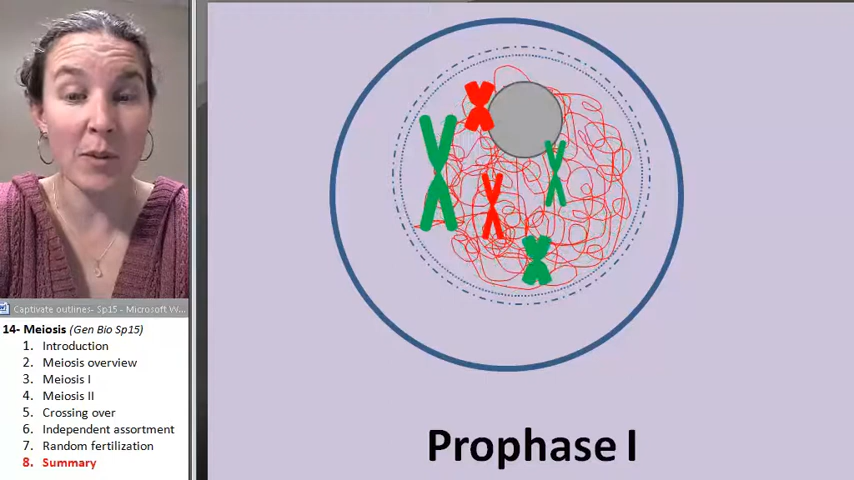 Captivate outlines- Sp15 - Microsoft W...
14- Meiosis (Gen Bio Sp15)
1. Introduction
2. Meiosis overview
3. Meiosis I
4. Meiosis II
5. Crossing over
6. Independent assortment
7. Random fertilization
8. Summary
Prophase I